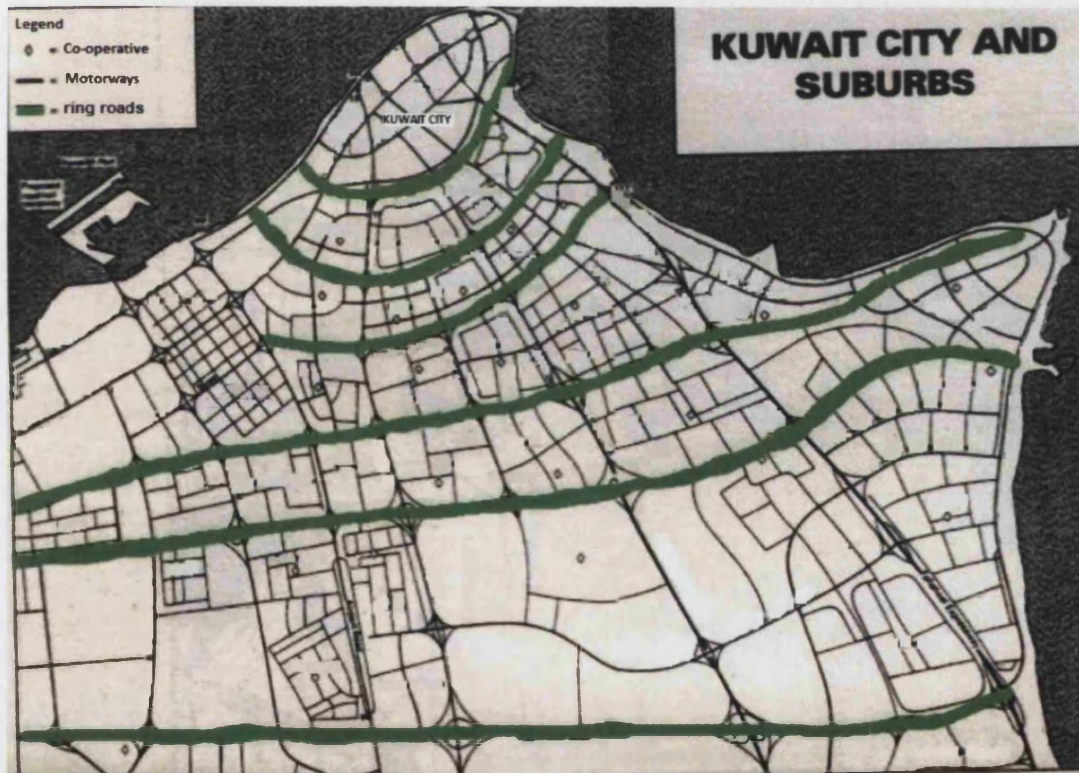 Legend
= Co-operative
= Motorways
= ring roads
KUWAIT CITY AND
SUBURBS
KUWAIT CITY